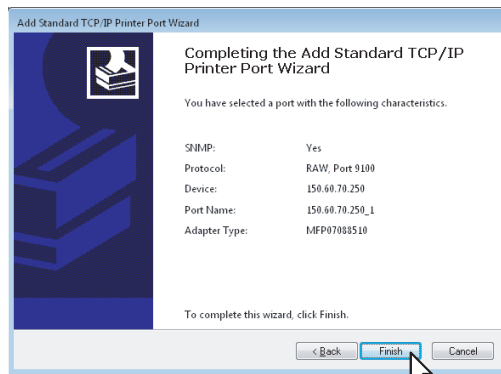 Add Standard TCP/IP Printer Port Wizard
Completing the Add Standard TCP/IP
Printer Port Wizard
You have selected a port with the following characteristics.
SNMP: Yes
Protocol: RAW, Port 9100
Device: 150.60.70.250
Port Name: 150.60.70.250_1
Adapter Type: MFP07088510
To complete this wizard, click Finish.
< Back Finish Cancel